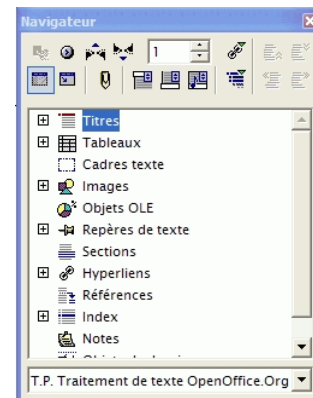 Navigateur
1
Titres
Tableaux
Cadres texte
Images
Objets OLE
Repères de texte
Sections
Hyperliens
Références
Index
Notes
T.P. Traitement de texte OpenOffice.Org